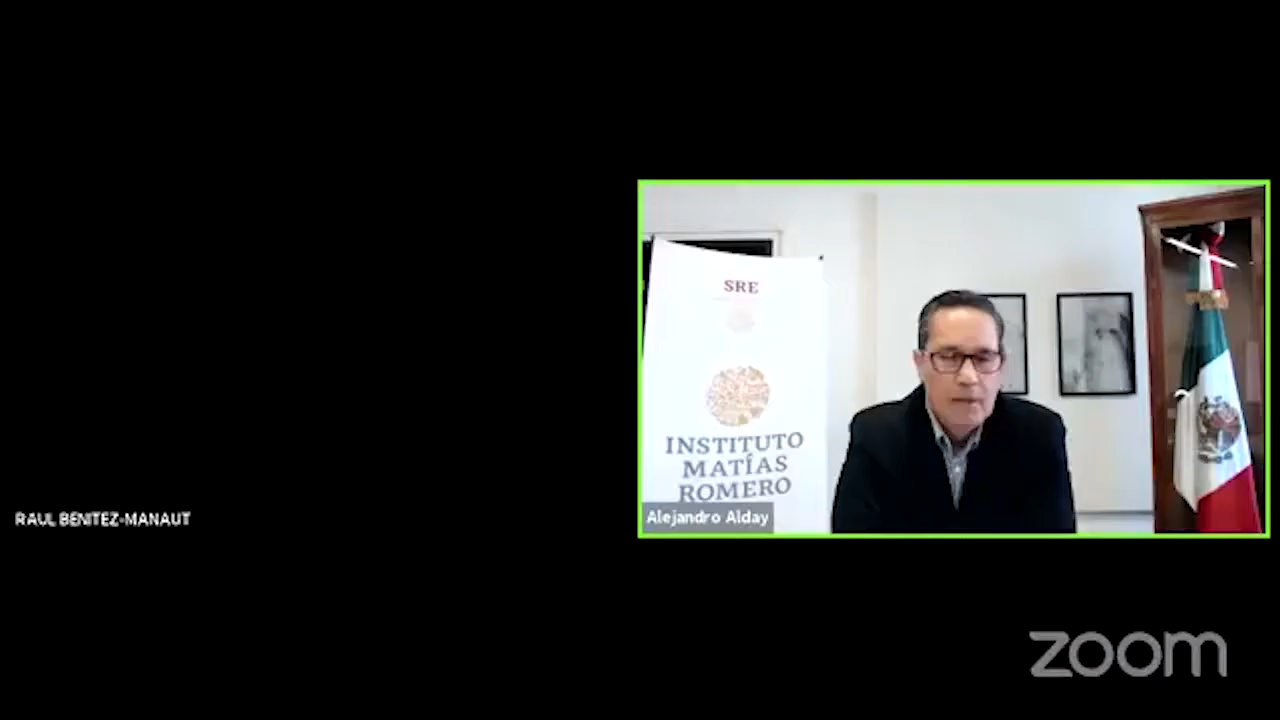 RAUL BENITEZ-MANAUT
SRE
INSTITUTO
MATÍAS
ROMERO
Alejandro Alday
zoom